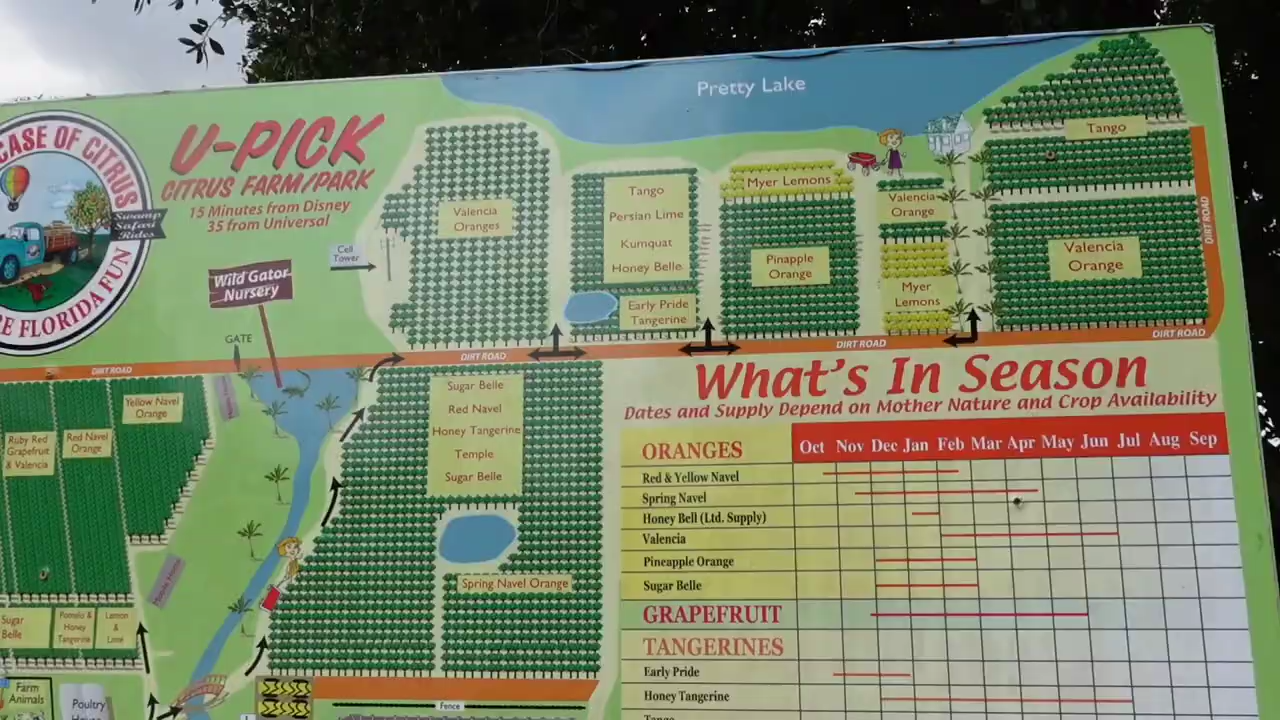 Pretty Lake
CASE OF CITRUS
Swamp
Safari
Rides
RE FLORIDA FUN
U-PICK
CITRUS FARM/PARK
15 Minutes from Disney
35 from Universal
Cell
Tower
Wild Gator
Nursery
GATE
Valencia
Oranges
Tango
Persian Lime
Kumquat
Honey Belle
Early Pride
Tangerine
Myer Lemons
Pinapple
Orange
Valencia
Orange
Myer
Lemons
Tango
Valencia
Orange
DIRT ROAD
DIRT ROAD
DIRT ROAD
DIRT ROAD
DIRT ROAD
Ruby Red
Grapefruit
& Valencia
Red Navel
Orange
Yellow Navel
Orange
Sugar Belle
Red Navel
Honey Tangerine
Temple
Sugar Belle
Spring Navel Orange
Sugar
Belle
Pomelo &
Honey
Tangerine
Lemon
&
Lime
Farm
Animals
Poultry
Fence
What's In Season
Dates and Supply Depend on Mother Nature and Crop Availability
ORANGES Oct Nov Dec Jan Feb Mar Apr May Jun Jul Aug Sep
Red & Yellow Navel
Spring Navel
Honey Bell (Ltd. Supply)
Valencia
Pineapple Orange
Sugar Belle
GRAPEFRUIT
TANGERINES
Early Pride
Honey Tangerine